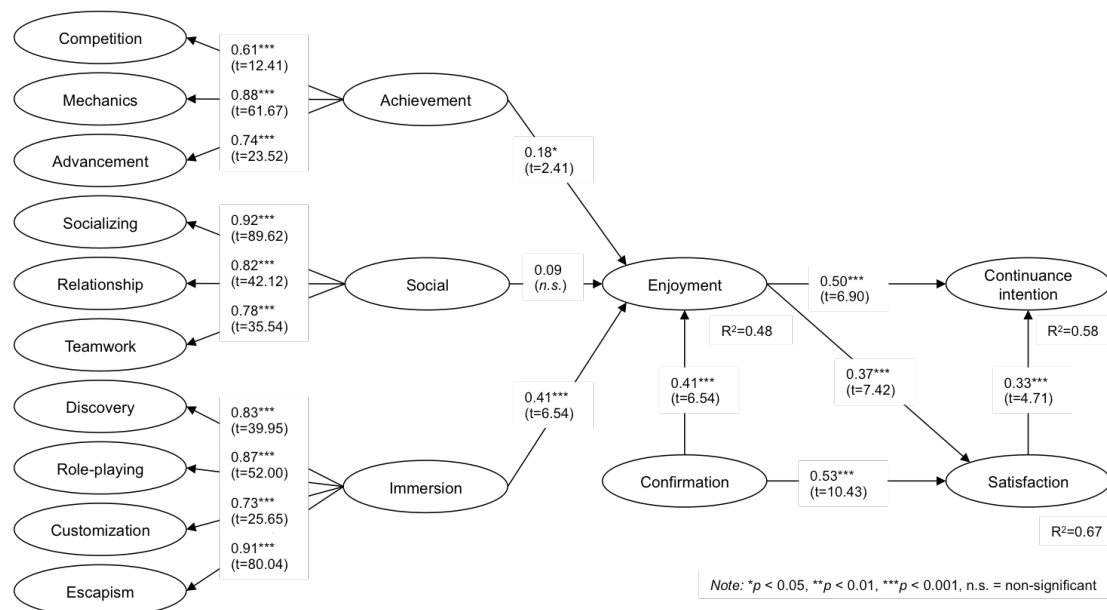 Competition
0.61***
(t=12.41)
Mechanics
0.88***
(t=61.67)
Achievement
Advancement
0.74***
(t=23.52)
0.18*
(t=2.41)
Socializing
0.92***
(t=89.62)
Relationship
0.82***
(t=42.12)
Social
0.09
(n.s.)
Enjoyment
0.50***
(t=6.90)
Continuance
intention
Teamwork
0.78***
(t=35.54)
R²=0.48
R²=0.58
Discovery
0.83***
(t=39.95)
0.41***
(t=6.54)
0.41***
(t=6.54)
0.37***
(t=7.42)
0.33***
(t=4.71)
Role-playing
0.87***
(t=52.00)
Immersion
Confirmation
0.53***
(t=10.43)
Satisfaction
Customization
0.73***
(t=25.65)
R²=0.67
Escapism
0.91***
(t=80.04)
Note: *p < 0.05, **p < 0.01, ***p < 0.001, n.s. = non-significant